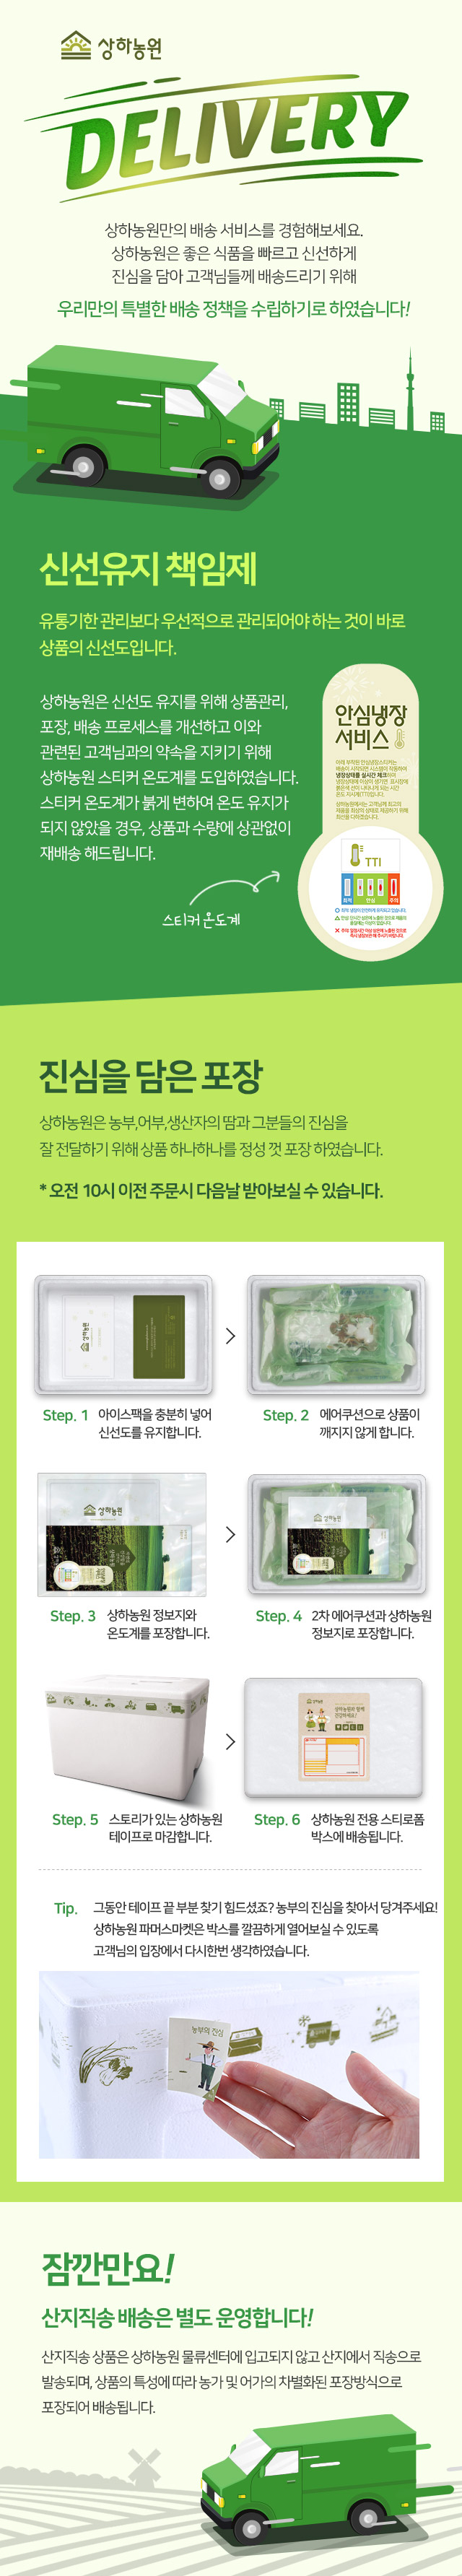 상하농원
DELIVERY
상하농원만의 배송 서비스를 경험해보세요.
상하농원은 좋은 식품을 빠르고 신선하게
진심을 담아 고객님들께 배송드리기 위해
우리만의 특별한 배송 정책을 수립하기로 하였습니다!
신선유지 책임제
유통기한 관리보다 우선적으로 관리되어야 하는 것이 바로
상품의 신선도입니다.
상하농원은 신선도 유지를 위해 상품관리,
포장, 배송 프로세스를 개선하고 이와
관련된 고객님과의 약속을 지키기 위해
상하농원 스티커 온도계를 도입하였습니다.
스티커 온도계가 붉게 변하여 온도 유지가
되지 않았을 경우, 상품과 수량에 상관없이
재배송 해드립니다.
스티커 온도계
안심냉장
서비스
TTI
최적
안심
주의
진심을 담은 포장
상하농원은 농부,어부,생산자의 땀과 그분들의 진심을
잘 전달하기 위해 상품 하나하나를 정성 껏 포장 하였습니다.
* 오전 10시 이전 주문시 다음날 받아보실 수 있습니다.
상하농원
Step. 1 아이스팩을 충분히 넣어
신선도를 유지합니다.
Step. 2 에어쿠션으로 상품이
깨지지 않게 합니다.
상하농원
상하농원
Step. 3 상하농원 정보지와
온도계를 포장합니다.
Step. 4 2차 에어쿠션과 상하농원
정보지로 포장합니다.
Step. 5 스토리가 있는 상하농원
테이프로 마감합니다.
Step. 6 상하농원 전용 스티로폼
박스에 배송됩니다.
Tip. 그동안 테이프 끝 부분 찾기 힘드셨죠? 농부의 진심을 찾아서 당겨주세요!
상하농원 파머스마켓은 박스를 깔끔하게 열어보실 수 있도록
고객님의 입장에서 다시한번 생각하였습니다.
농부의 진심
잠깐만요!
산지직송 배송은 별도 운영합니다!
산지직송 상품은 상하농원 물류센터에 입고되지 않고 산지에서 직송으로
발송되며, 상품의 특성에 따라 농가 및 어가의 차별화된 포장방식으로
포장되어 배송됩니다.